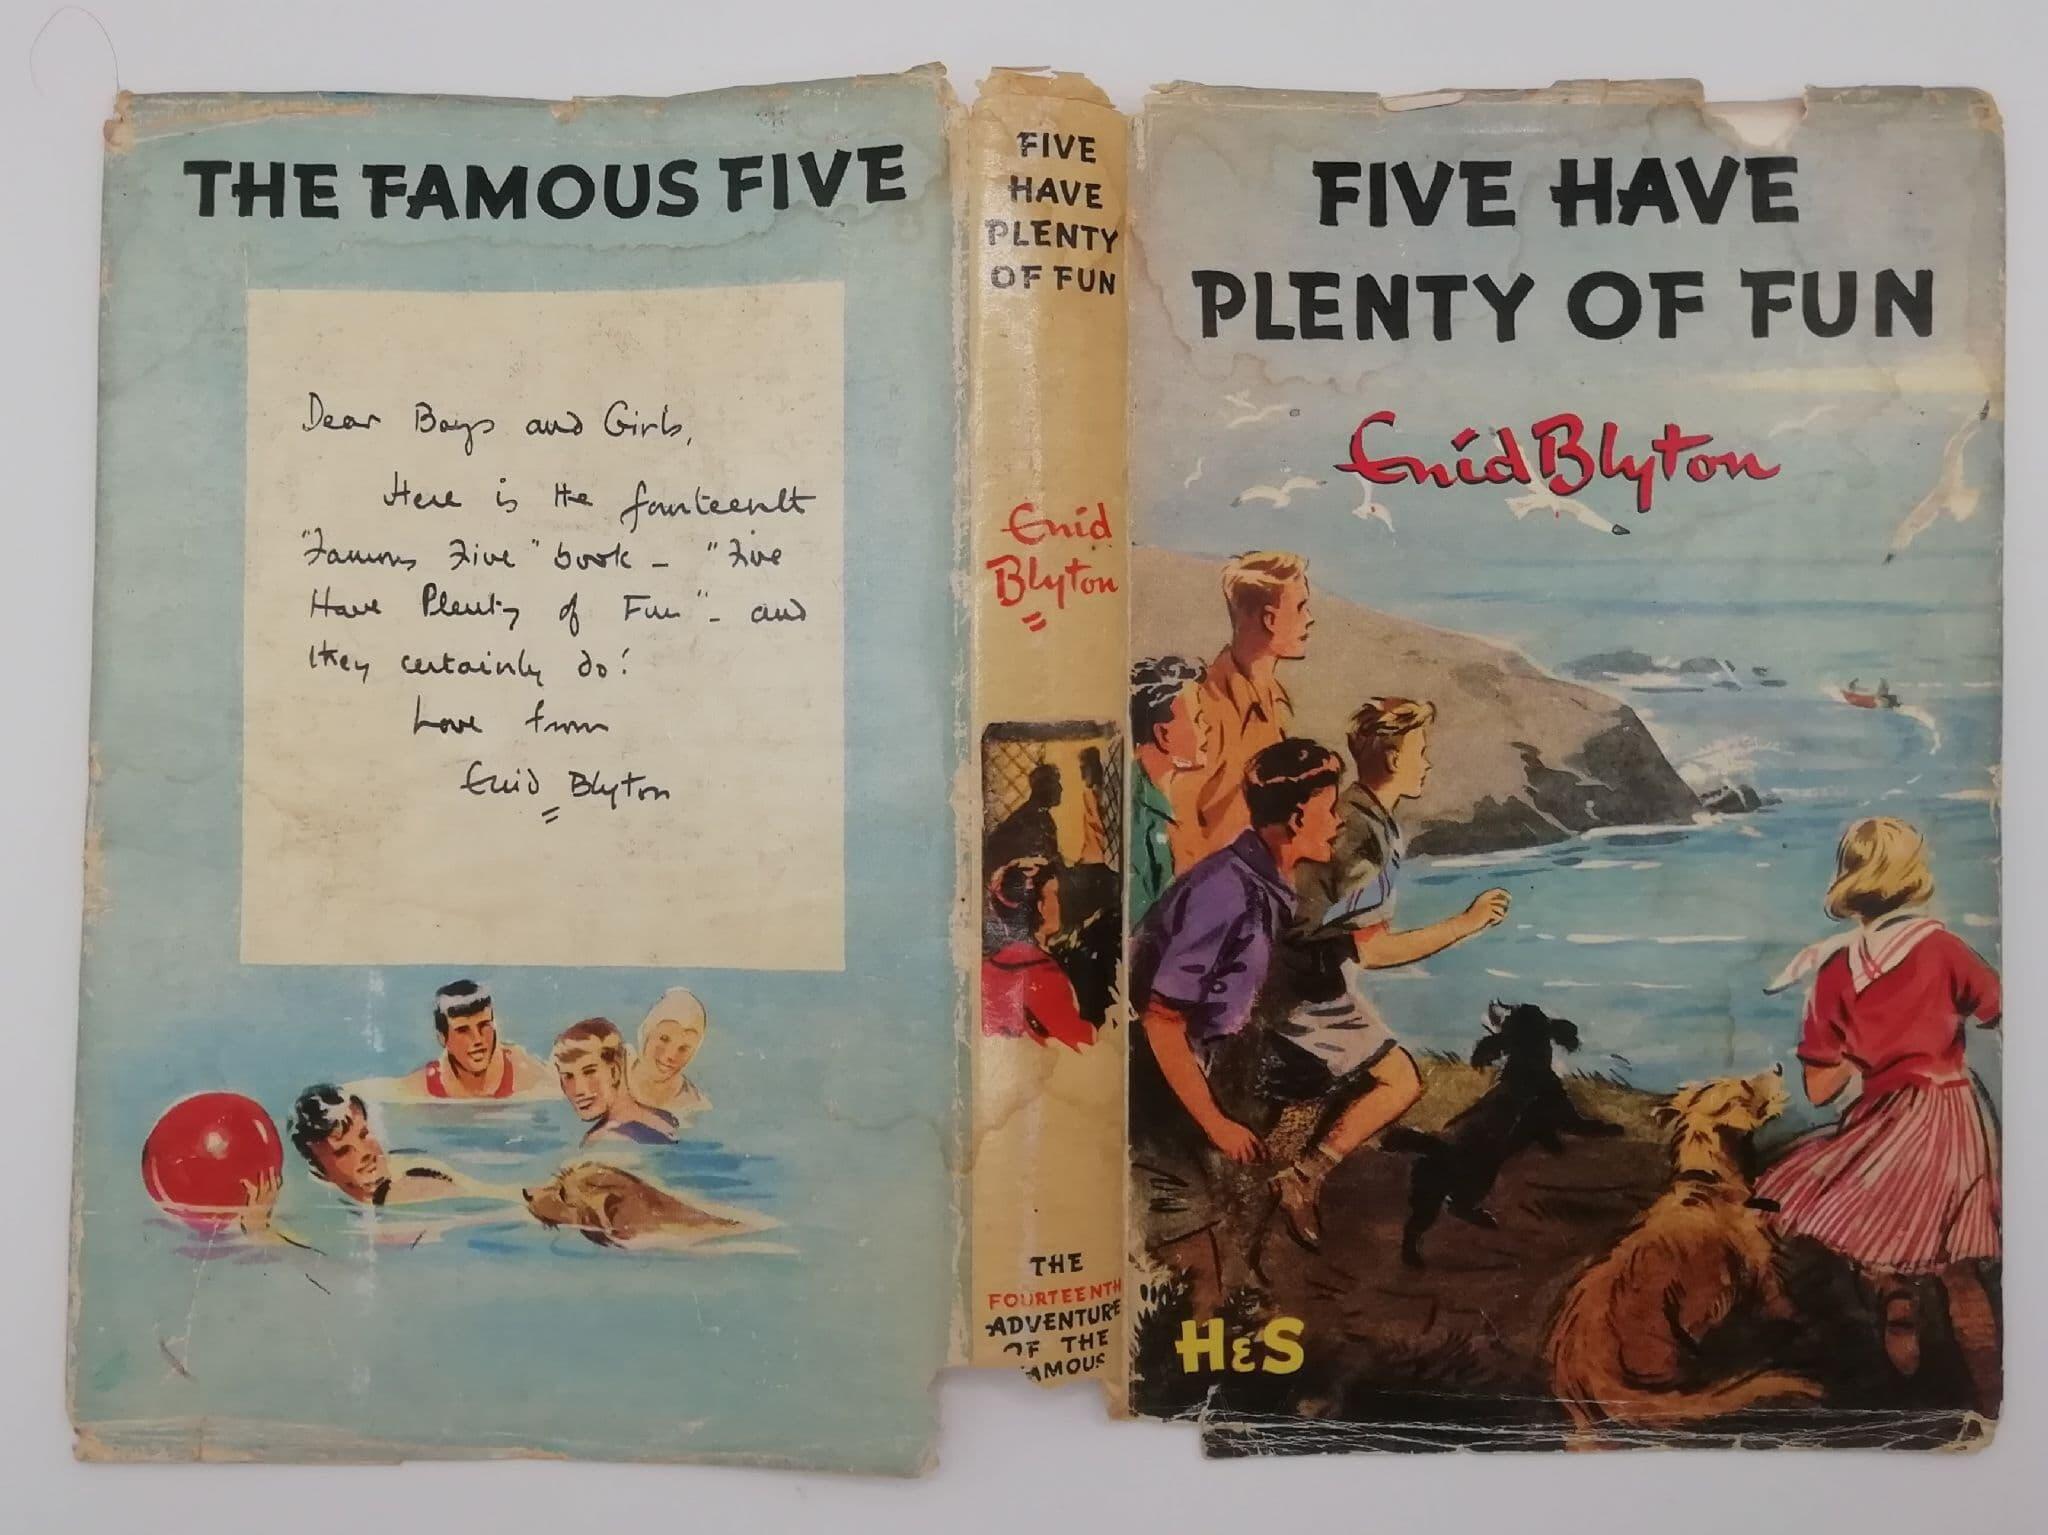 THE FAMOUS FIVE
Dear Boys and Girls,
Here is the fourteenth
"Famous Five" book - "Five
Have Plenty of Fun" - and
they certainly do!
Love from
Enid Blyton
FIVE
HAVE
PLENTY
OF FUN
Enid
Blyton
THE
FOURTEENTH
ADVENTURE
OF THE
FAMOUS
FIVE HAVE
PLENTY OF FUN
Enid Blyton
H&S